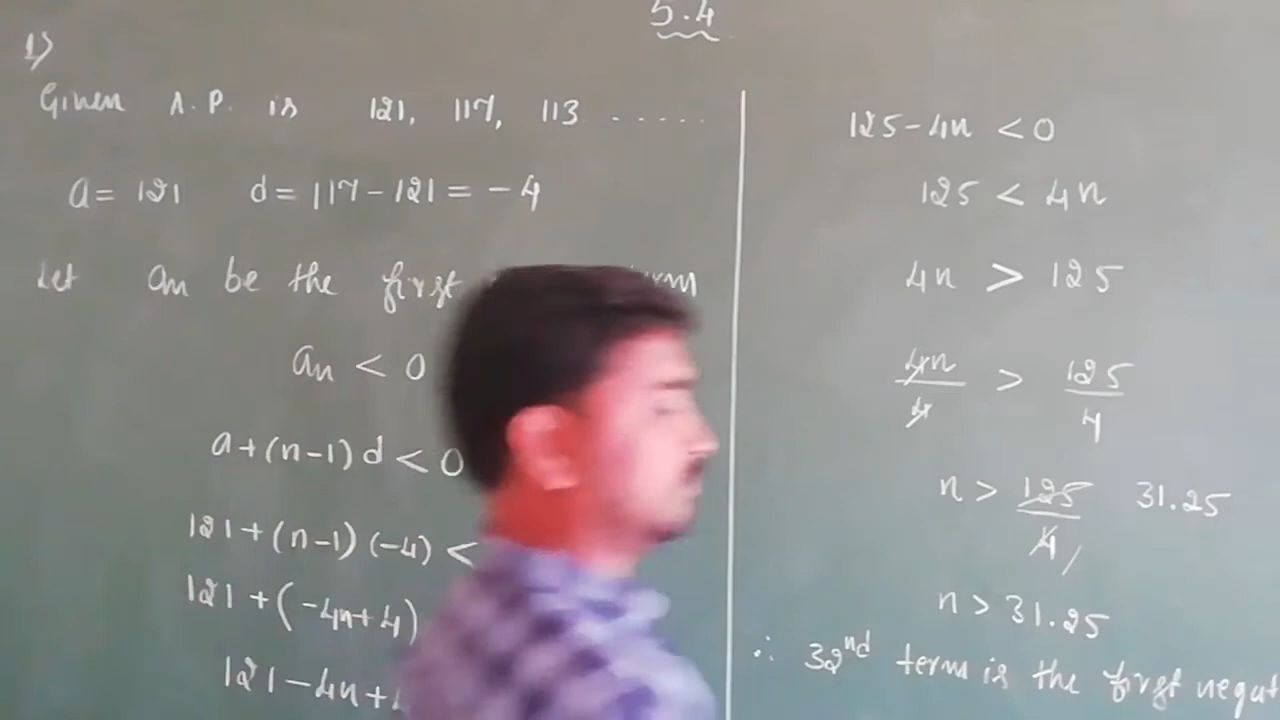 5.4
1)
Given A.P. is 121, 117, 113 ......
a = 121 d = 117 - 121 = -4
Let an be the first
an < 0
a + (n-1) d < 0
121 + (n-1) (-4) <
121 + (-4n+4)
121 - 4n +
125 - 4n < 0
125 < 4n
4n > 125
4n/4 > 125/4
n > 125/4 31.25
n > 31.25
∴ 32nd term is the first